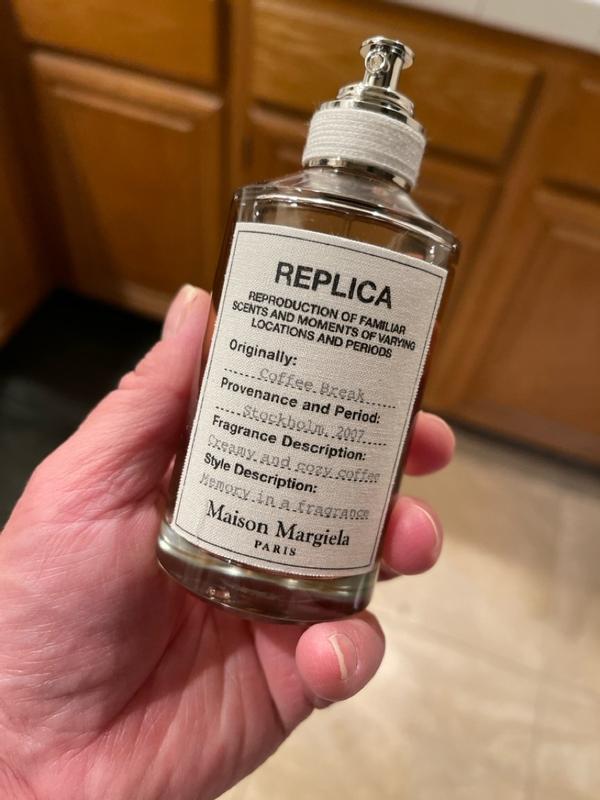 REPLICA
REPRODUCTION OF FAMILIAR
SCENTS AND MOMENTS OF VARYING
LOCATIONS AND PERIODS
Originally:
Coffee Break
Provenance and Period:
Stockholm, 2007
Fragrance Description:
Creamy and cozy coffee
Style Description:
Memory in a fragrance
Maison Margiela
PARIS